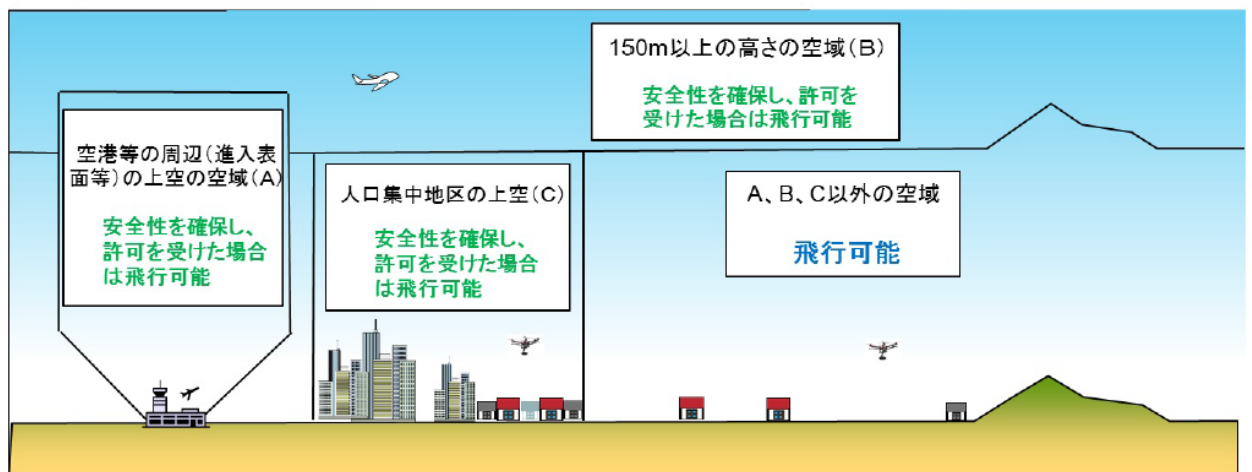 150m以上の高さの空域（B）
安全性を確保し、許可を
受けた場合は飛行可能
空港等の周辺（進入表
面等）の上空の空域（A）
安全性を確保し、
許可を受けた場合
は飛行可能
人口集中地区の上空（C）
安全性を確保し、
許可を受けた場合
は飛行可能
A、B、C以外の空域
飛行可能